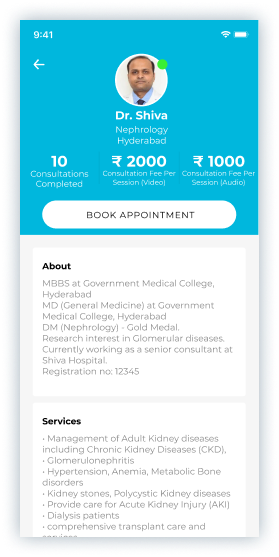 9:41
Dr. Shiva
Nephrology
Hyderabad
10
Consultations
Completed
₹ 2000
Consultation Fee Per
Session (Video)
₹ 1000
Consultation Fee Per
Session (Audio)
BOOK APPOINTMENT
About
MBBS at Government Medical College,
Hyderabad
MD (General Medicine) at Government
Medical College, Hyderabad
DM (Nephrology) - Gold Medal.
Research interest in Glomerular diseases.
Currently working as a senior consultant at
Shiva Hospital.
Registration no: 12345
Services
• Management of Adult Kidney diseases
including Chronic Kidney Diseases (CKD),
• Glomerulonephritis
• Hypertension, Anemia, Metabolic Bone
disorders
• Kidney stones, Polycystic Kidney diseases
• Provide care for Acute Kidney Injury (AKI)
• Dialysis patients
• comprehensive transplant care and
services